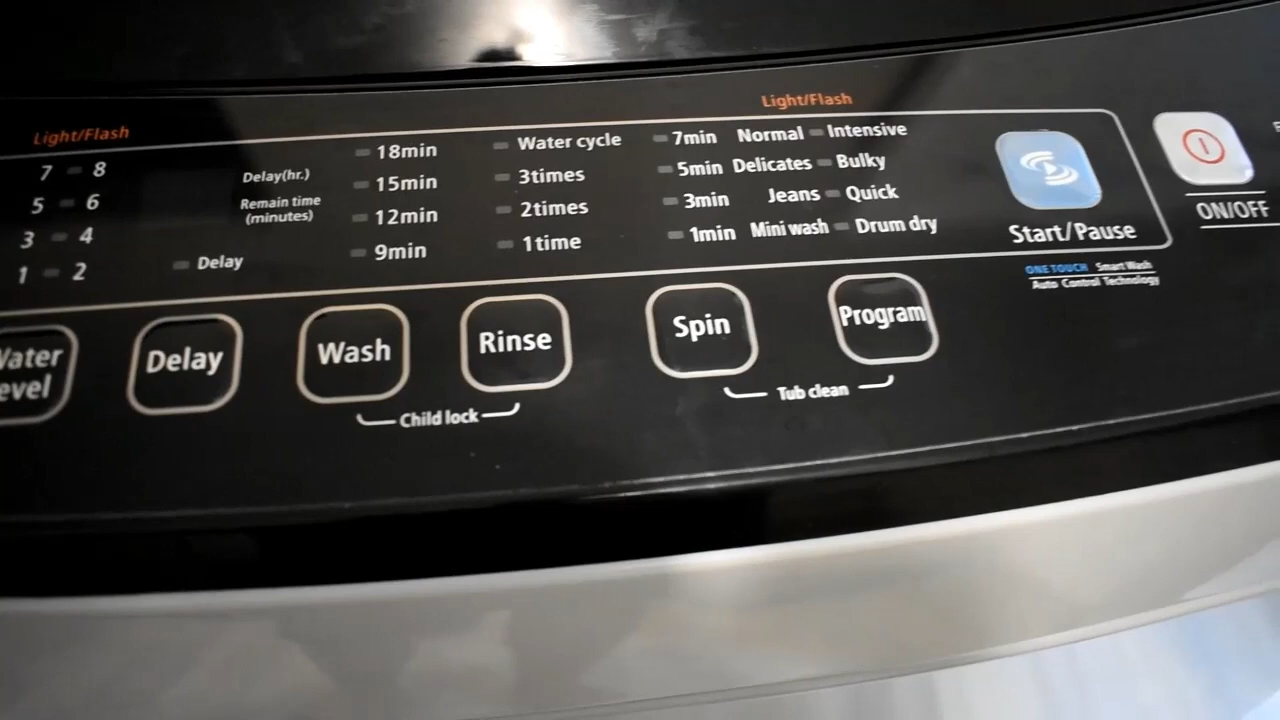 Light/Flash
7 8
5 6
3 4
1 2
Delay(hr.)
Remain time
(minutes)
Delay
18min
15min
12min
9min
Water cycle
3times
2times
1time
Light/Flash
7min
5min
3min
1min
Normal Intensive
Delicates Bulky
Jeans Quick
Mini wash Drum dry
Start/Pause
ONE TOUCH Smart Wash
Auto Control Technology
ON/OFF
Delay
Wash
Rinse
Spin
Program
Child lock
Tub clean